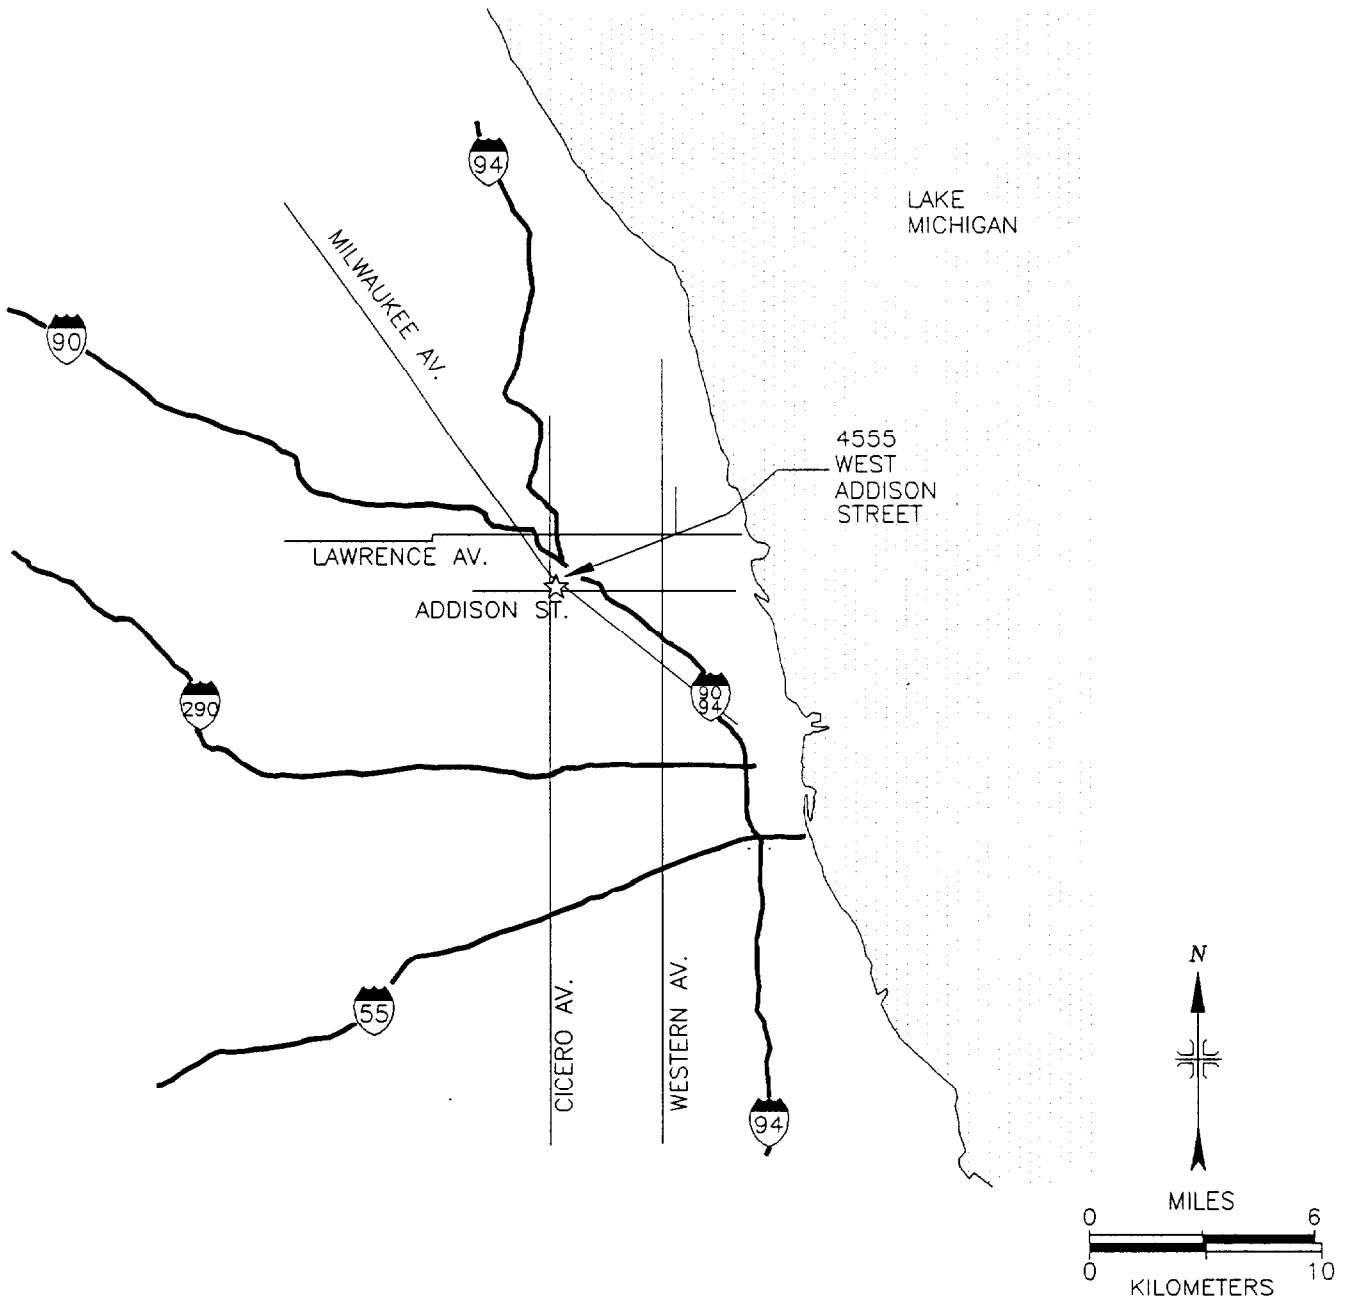 94
LAKE
MICHIGAN
MILWAUKEE AV.
90
4555
WEST
ADDISON
STREET
LAWRENCE AV.
ADDISON ST.
290
90
94
N
CICERO AV.
WESTERN AV.
55
94
MILES
0 6
0 10
KILOMETERS